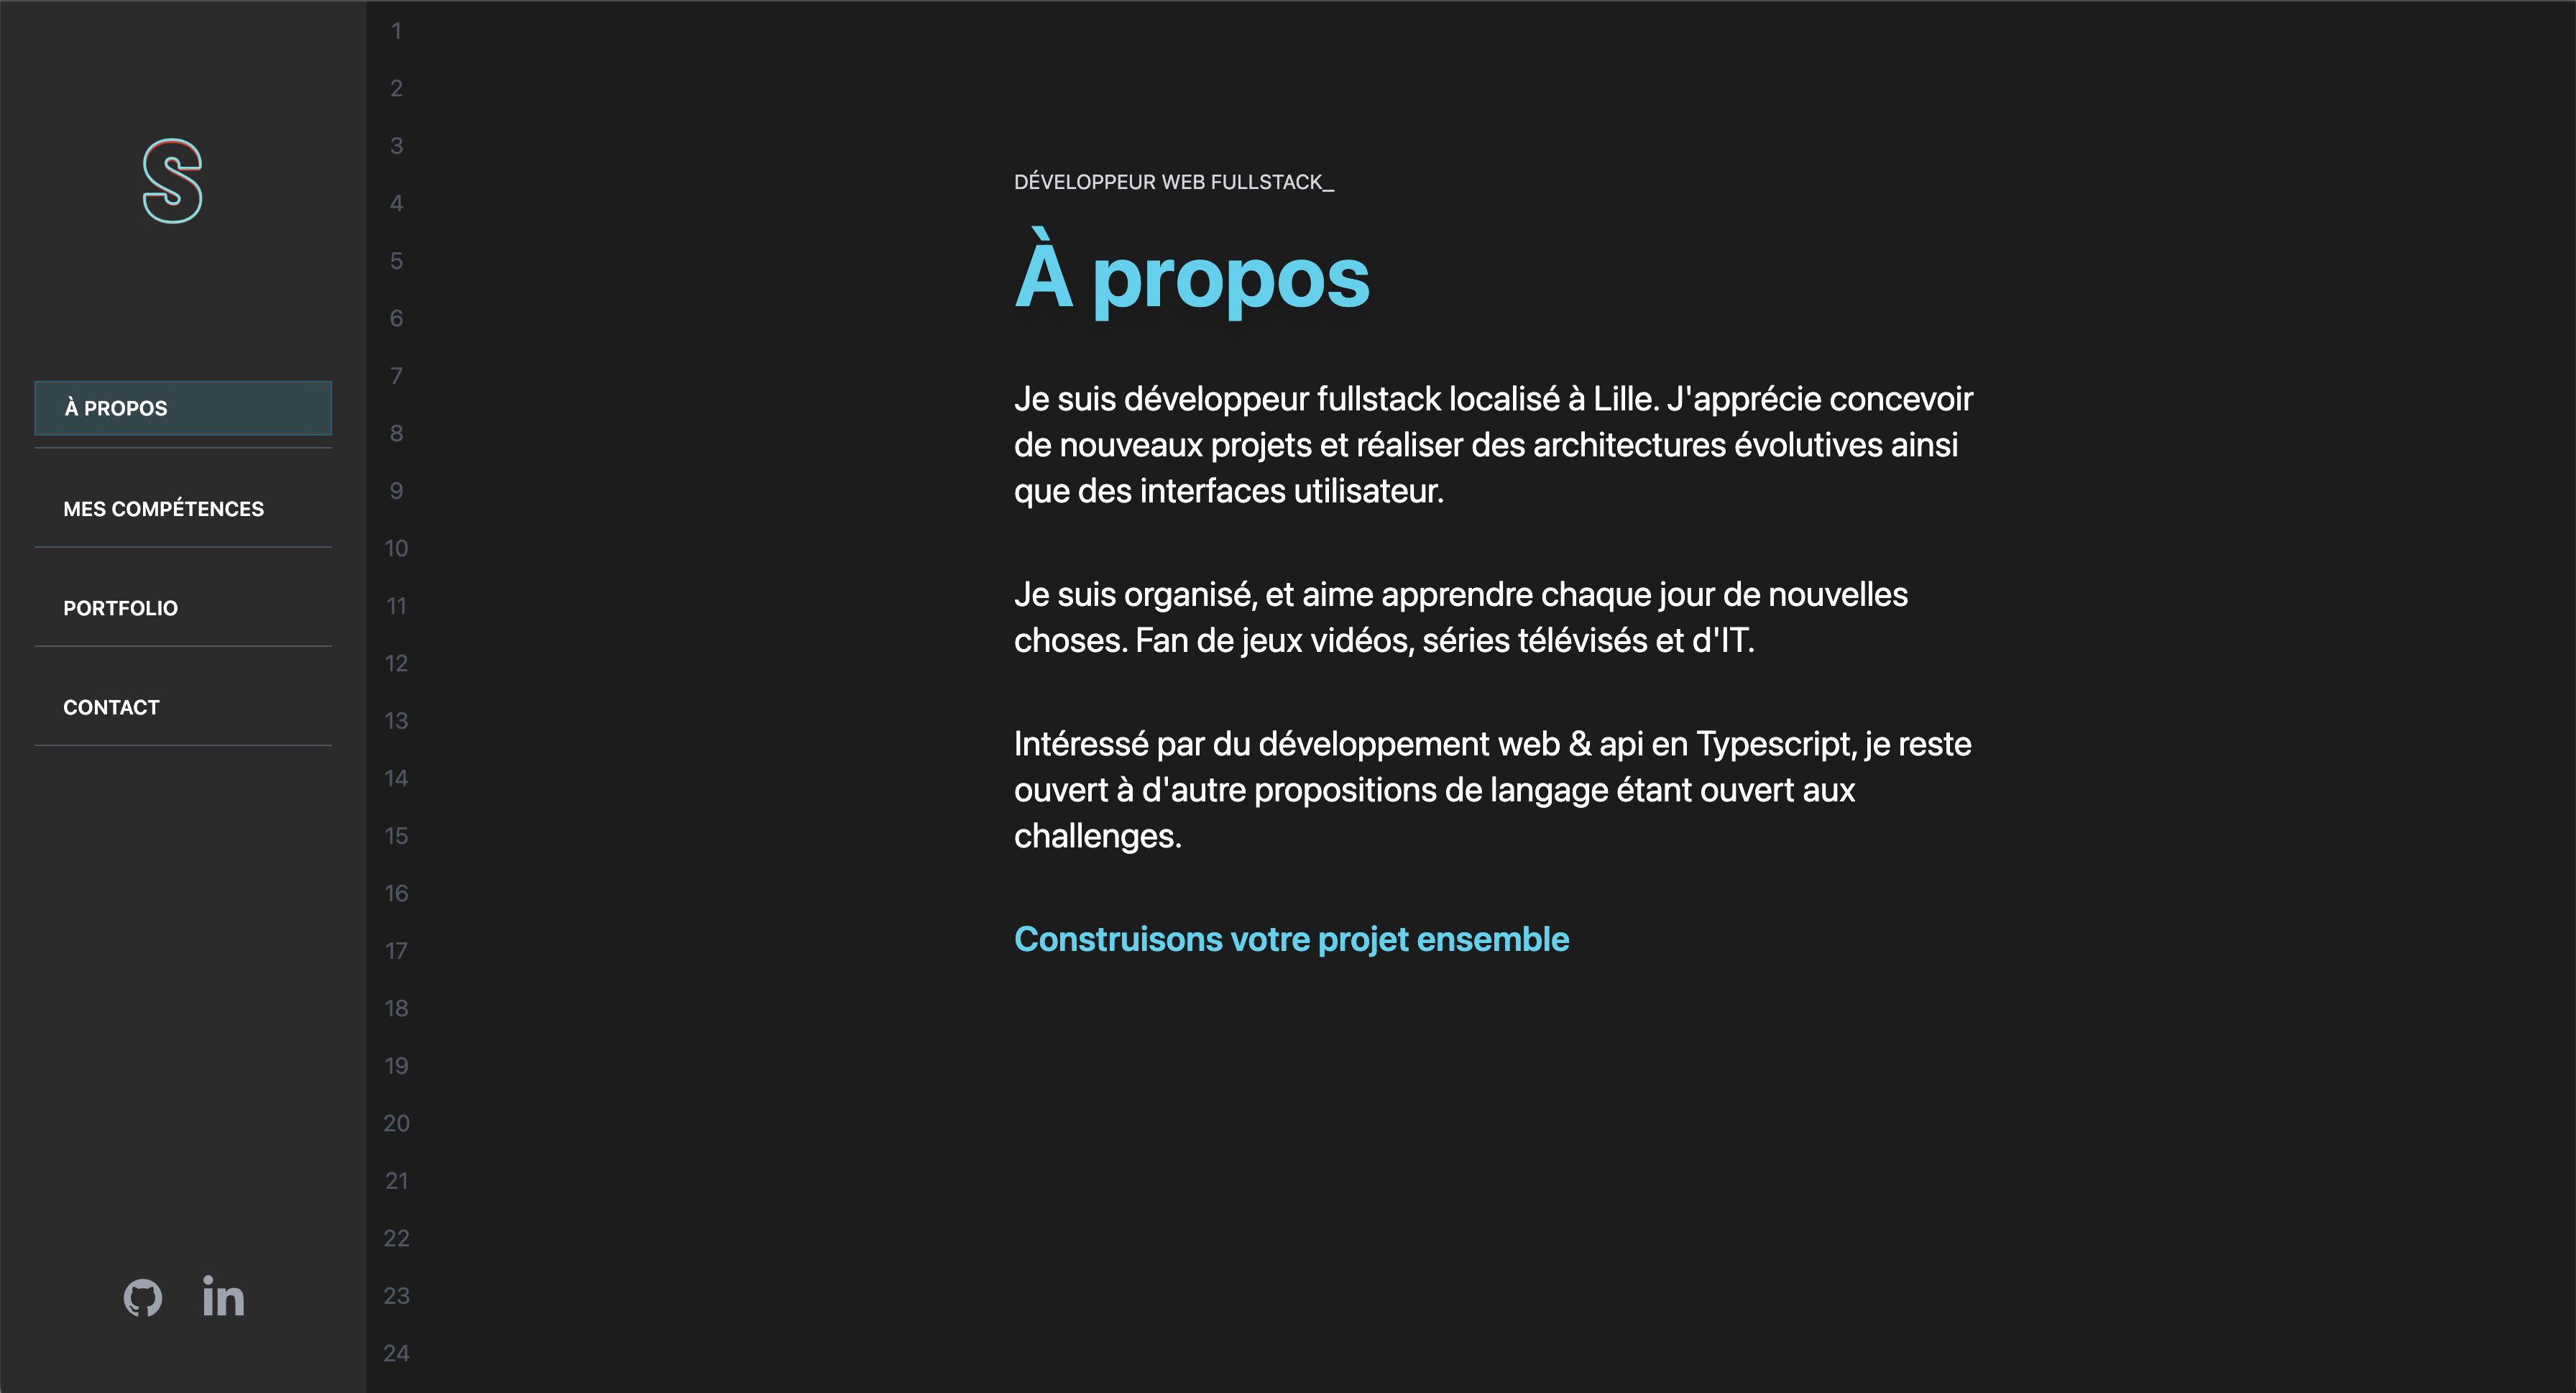 S
À PROPOS
MES COMPÉTENCES
PORTFOLIO
CONTACT
in
1
2
3
4
5
6
7
8
9
10
11
12
13
14
15
16
17
18
19
20
21
22
23
24
DÉVELOPPEUR WEB FULLSTACK_
À propos
Je suis développeur fullstack localisé à Lille. J'apprécie concevoir
de nouveaux projets et réaliser des architectures évolutives ainsi
que des interfaces utilisateur.
Je suis organisé, et aime apprendre chaque jour de nouvelles
choses. Fan de jeux vidéos, séries télévisés et d'IT.
Intéressé par du développement web & api en Typescript, je reste
ouvert à d'autre propositions de langage étant ouvert aux
challenges.
Construisons votre projet ensemble